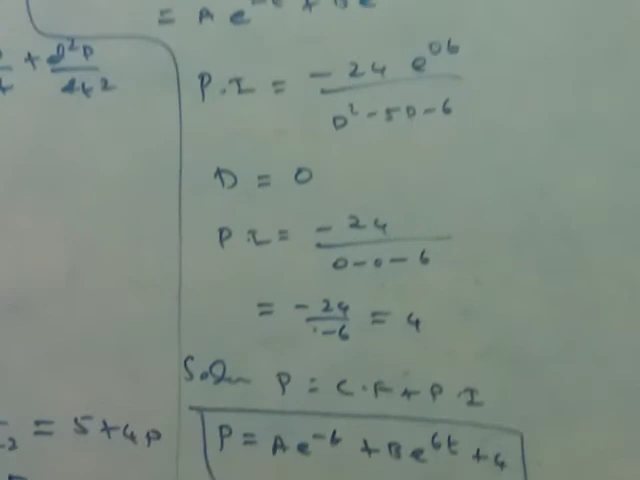 = A e^-t + Be
+ d²P/dt²
P.I = - 24 e^0t / D² - 5D - 6
D = 0
P I = - 24 / 0 - 0 - 6
= -24/-6 = 4
Soln P = C.F + P.I
= 5 + 4P
P = Ae^-t + Be^6t + 4